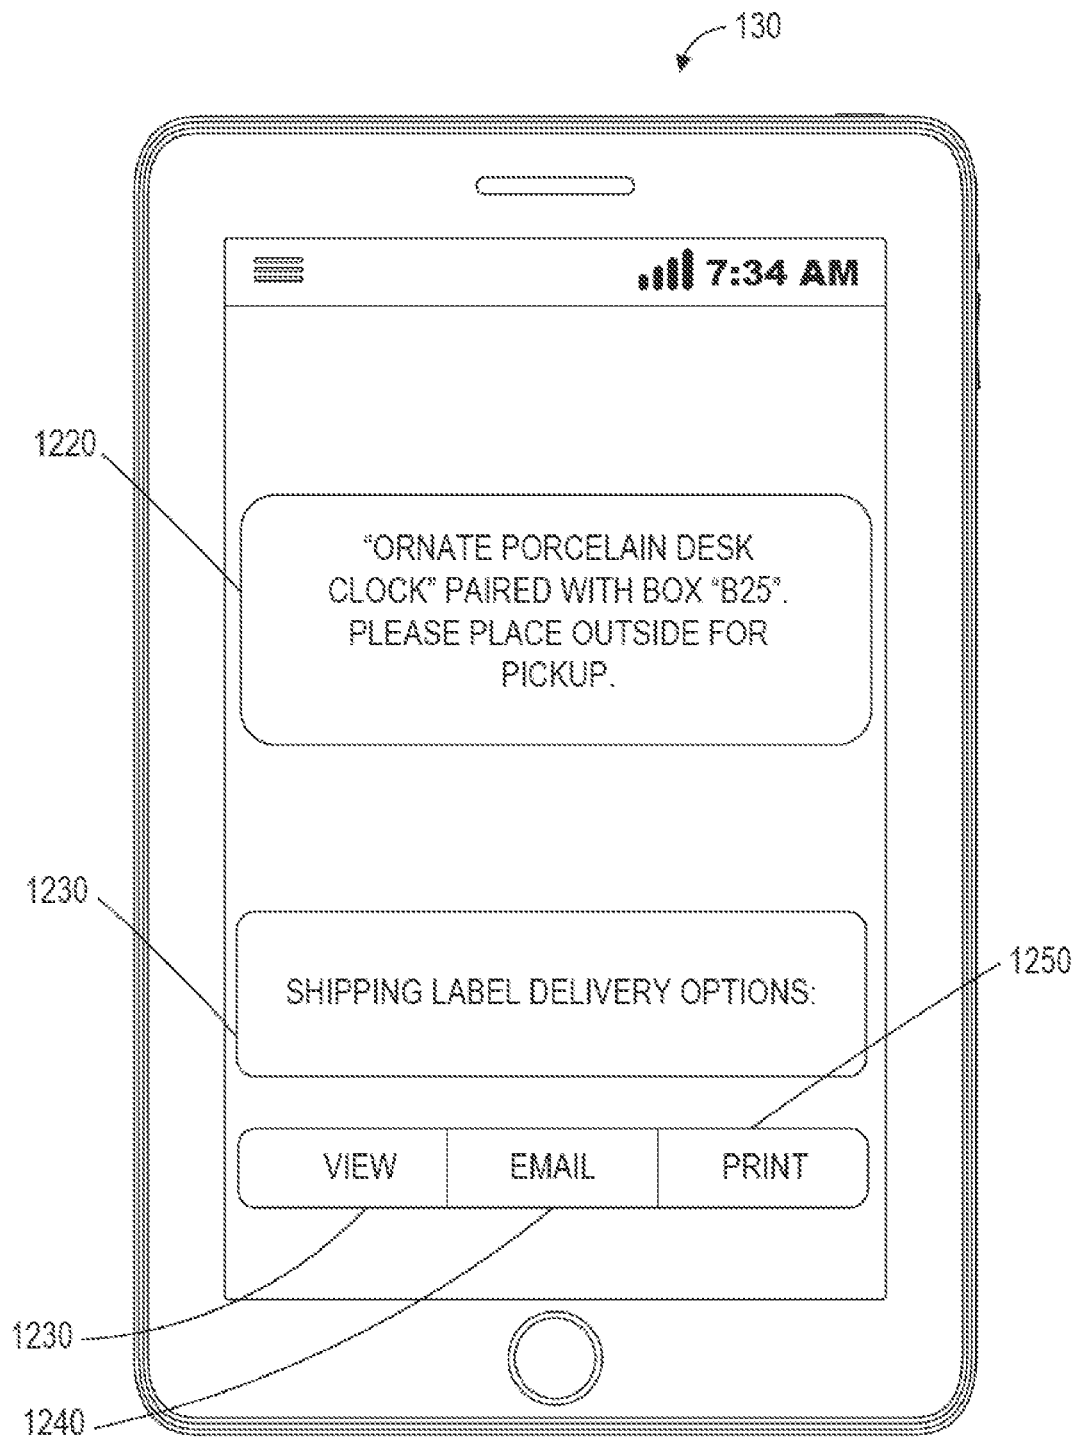 130
7:34 AM
1220
“ORNATE PORCELAIN DESK
CLOCK” PAIRED WITH BOX “B25”.
PLEASE PLACE OUTSIDE FOR
PICKUP.
1230
1250
SHIPPING LABEL DELIVERY OPTIONS:
VIEW EMAIL PRINT
1230
1240